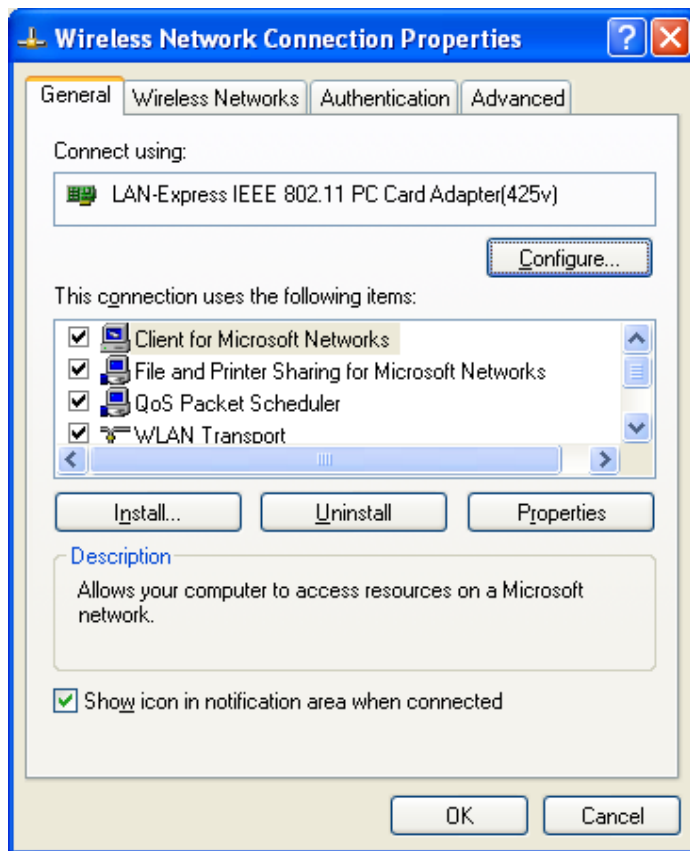 Wireless Network Connection Properties
General Wireless Networks Authentication Advanced
Connect using:
LAN-Express IEEE 802.11 PC Card Adapter(425v)
Configure...
This connection uses the following items:
Client for Microsoft Networks
File and Printer Sharing for Microsoft Networks
QoS Packet Scheduler
WLAN Transport
Install... Uninstall Properties
Description
Allows your computer to access resources on a Microsoft
network.
Show icon in notification area when connected
OK Cancel